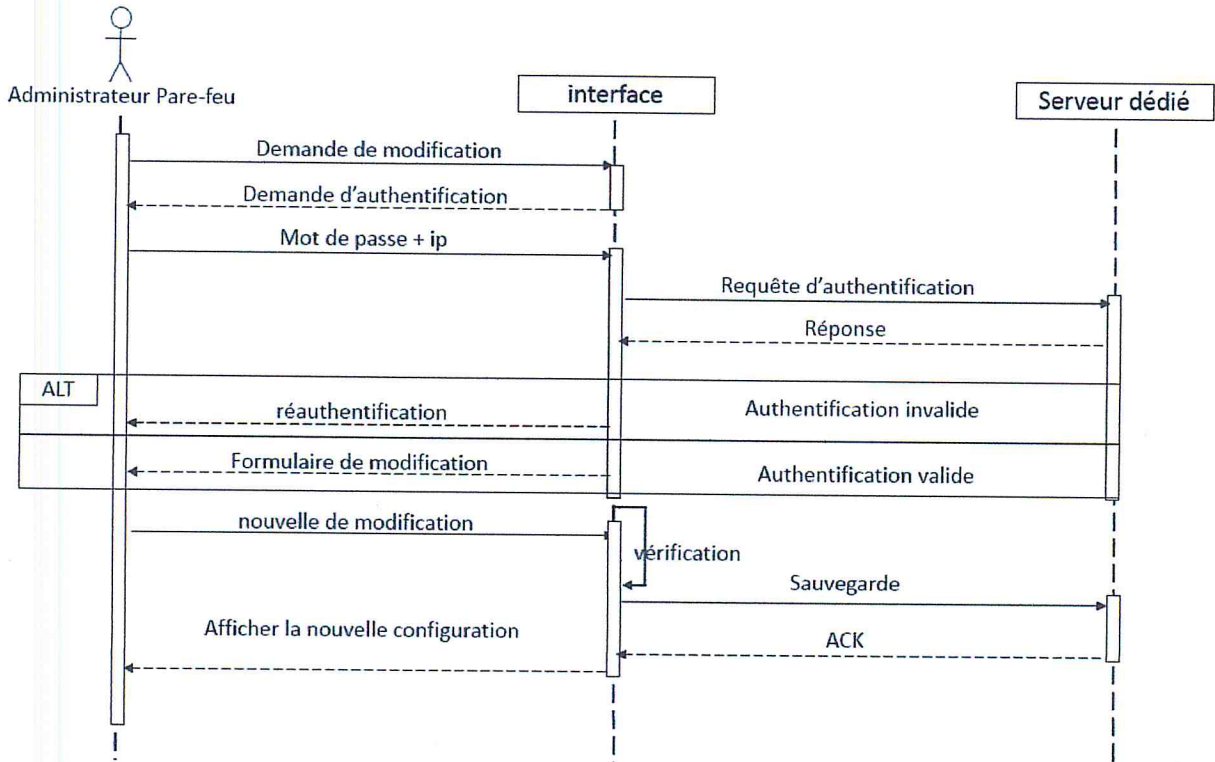 Administrateur Pare-feu
interface
Serveur dédié
Demande de modification
Demande d'authentification
Mot de passe + ip
Requête d'authentification
Réponse
ALT
réauthentification
Authentification invalide
Formulaire de modification
Authentification valide
nouvelle de modification
vérification
Sauvegarde
Afficher la nouvelle configuration
ACK